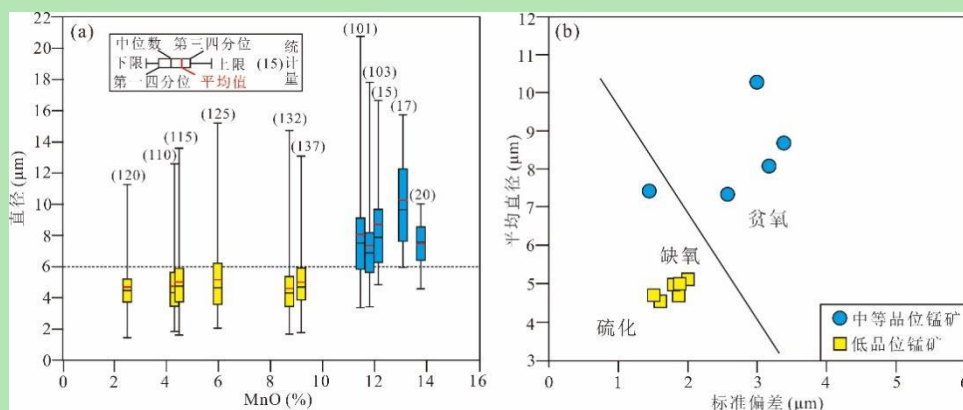 (a)
中位数 第三四分位
下限 上限 (15) 统计量
第一四分位 平均值
(120)
(110)
(115)
(125)
(132)
(137)
(101)
(103)
(15)
(17)
(20)
直径 (μm)
22
20
18
16
14
12
10
8
6
4
2
0
0 2 4 6 8 10 12 14 16
MnO (%)
(b)
平均直径 (μm)
12
11
10
9
8
7
6
5
4
3
贫氧
缺氧
硫化
中等品位锰矿
低品位锰矿
1 2 3 4 5 6
标准偏差 (μm)